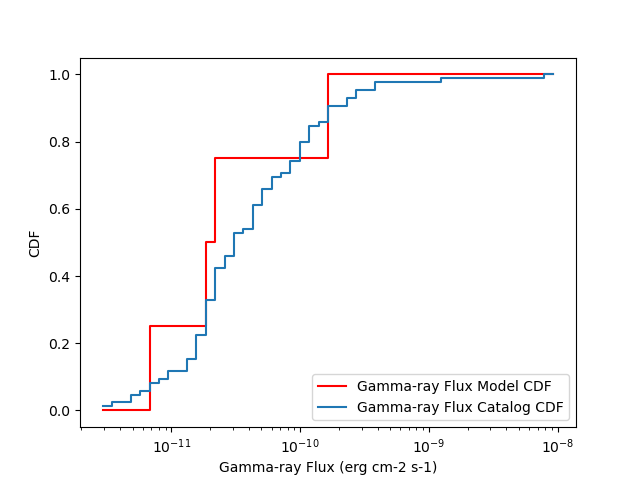 1.0
0.8
0.6
0.4
0.2
0.0
CDF
10⁻¹¹ 10⁻¹⁰ 10⁻⁹ 10⁻⁸
Gamma-ray Flux (erg cm-2 s-1)
Gamma-ray Flux Model CDF
Gamma-ray Flux Catalog CDF